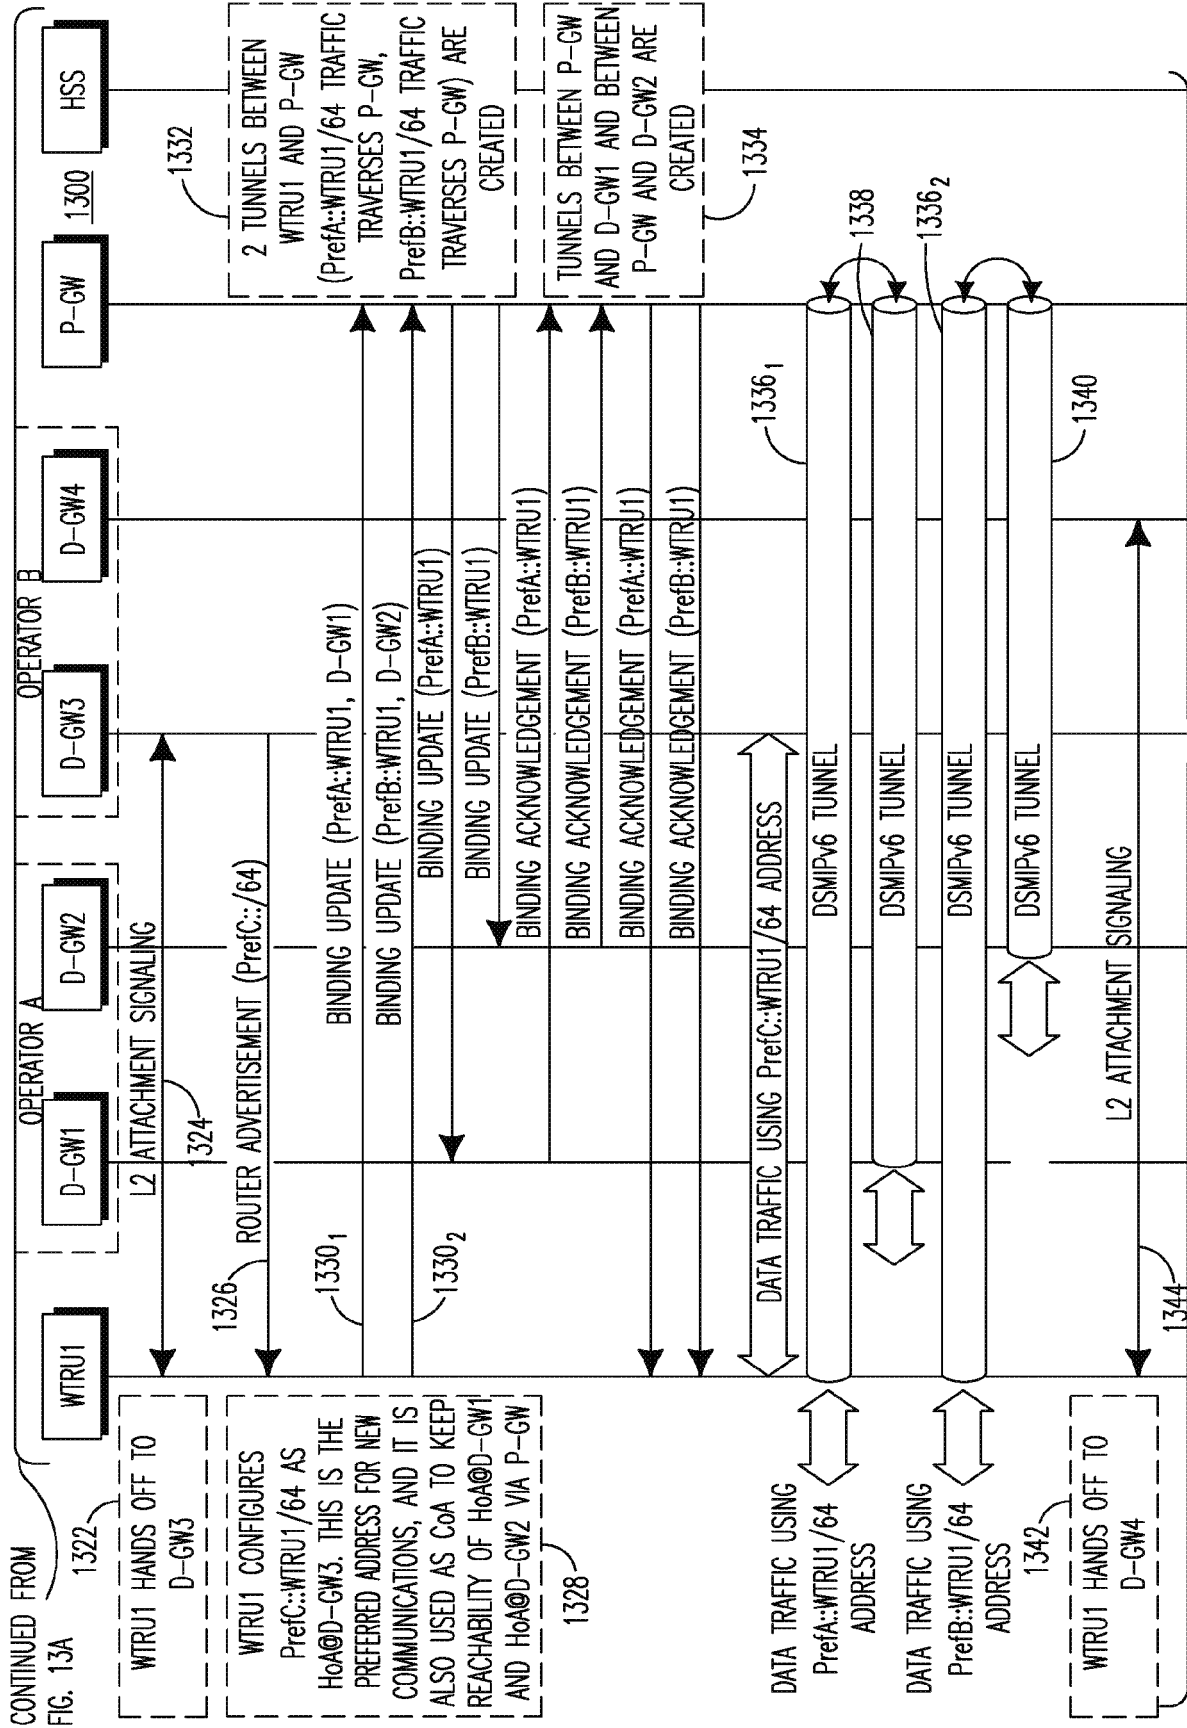 CONTINUED FROM
FIG. 13A
1300
OPERATOR A
OPERATOR B
WTRU1
D-GW1
D-GW2
D-GW3
D-GW4
P-GW
HSS
1322
WTRU1 HANDS OFF TO
D-GW3
L2 ATTACHMENT SIGNALING
1324
ROUTER ADVERTISEMENT (PrefC::/64)
1326
WTRU1 CONFIGURES
PrefC::WTRU1/64 AS
HoA@D-GW3. THIS IS THE
PREFERRED ADDRESS FOR NEW
COMMUNICATIONS, AND IT IS
ALSO USED AS CoA TO KEEP
REACHABILITY OF HoA@D-GW1
AND HoA@D-GW2 VIA P-GW
1328
BINDING UPDATE (PrefA::WTRU1, D-GW1)
1330₁
BINDING UPDATE (PrefB::WTRU1, D-GW2)
1330₂
1332
2 TUNNELS BETWEEN
WTRU1 AND P-GW
(PrefA::WTRU1/64 TRAFFIC
TRAVERSES P-GW,
PrefB::WTRU1/64 TRAFFIC
TRAVERSES P-GW) ARE
CREATED
BINDING UPDATE (PrefA::WTRU1)
BINDING UPDATE (PrefB::WTRU1)
BINDING ACKNOWLEDGEMENT (PrefA::WTRU1)
BINDING ACKNOWLEDGEMENT (PrefB::WTRU1)
TUNNELS BETWEEN P-GW
AND D-GW1 AND BETWEEN
P-GW AND D-GW2 ARE
CREATED
1334
BINDING ACKNOWLEDGEMENT (PrefA::WTRU1)
BINDING ACKNOWLEDGEMENT (PrefB::WTRU1)
DATA TRAFFIC USING PrefC::WTRU1/64 ADDRESS
DATA TRAFFIC USING
PrefA::WTRU1/64
ADDRESS
DSMIPv6 TUNNEL
1336₁
DSMIPv6 TUNNEL
1338
DATA TRAFFIC USING
PrefB::WTRU1/64
ADDRESS
DSMIPv6 TUNNEL
1336₂
DSMIPv6 TUNNEL
1340
1342
WTRU1 HANDS OFF TO
D-GW4
L2 ATTACHMENT SIGNALING
1344